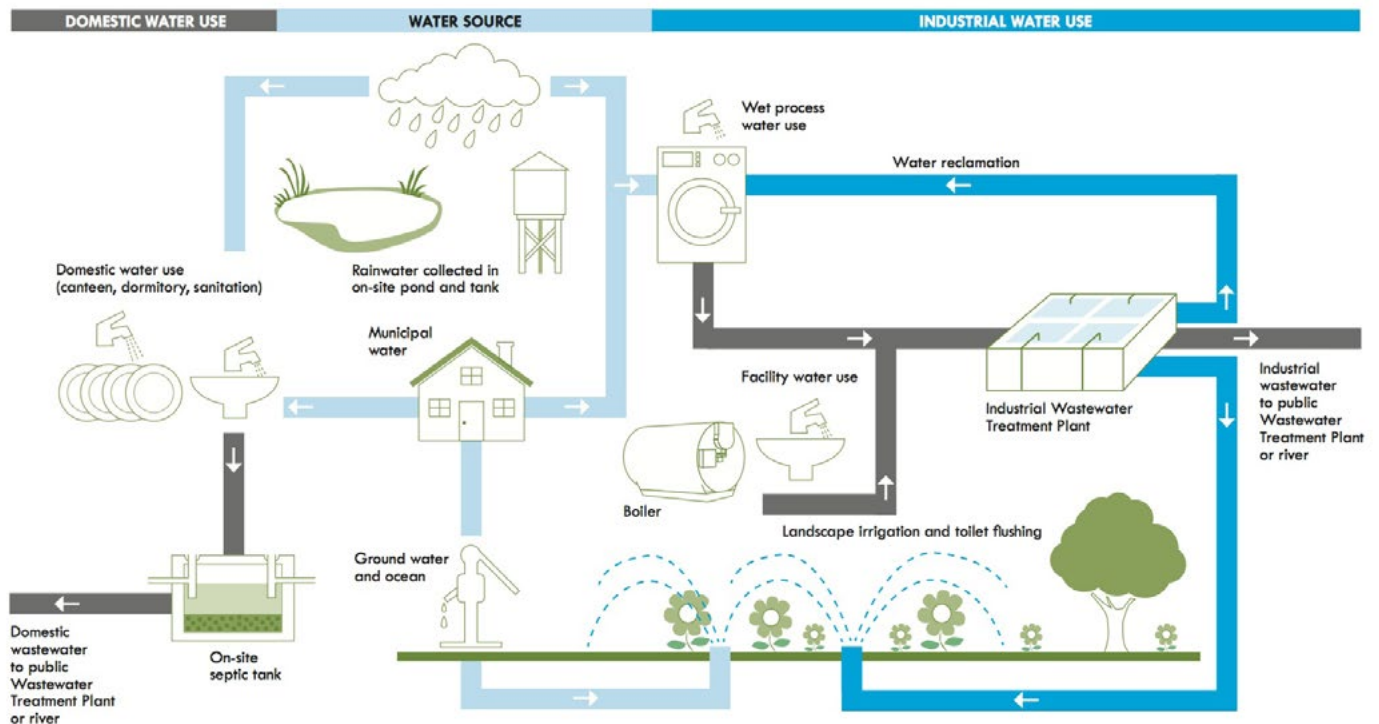 DOMESTIC WATER USE
WATER SOURCE
INDUSTRIAL WATER USE
Wet process
water use
Water reclamation
Domestic water use
(canteen, dormitory, sanitation)
Rainwater collected in
on-site pond and tank
Municipal
water
Facility water use
Industrial Wastewater
Treatment Plant
Industrial
wastewater
to public
Wastewater
Treatment Plant
or river
Boiler
Landscape irrigation and toilet flushing
Ground water
and ocean
Domestic
wastewater
to public
Wastewater
Treatment Plant
or river
On-site
septic tank